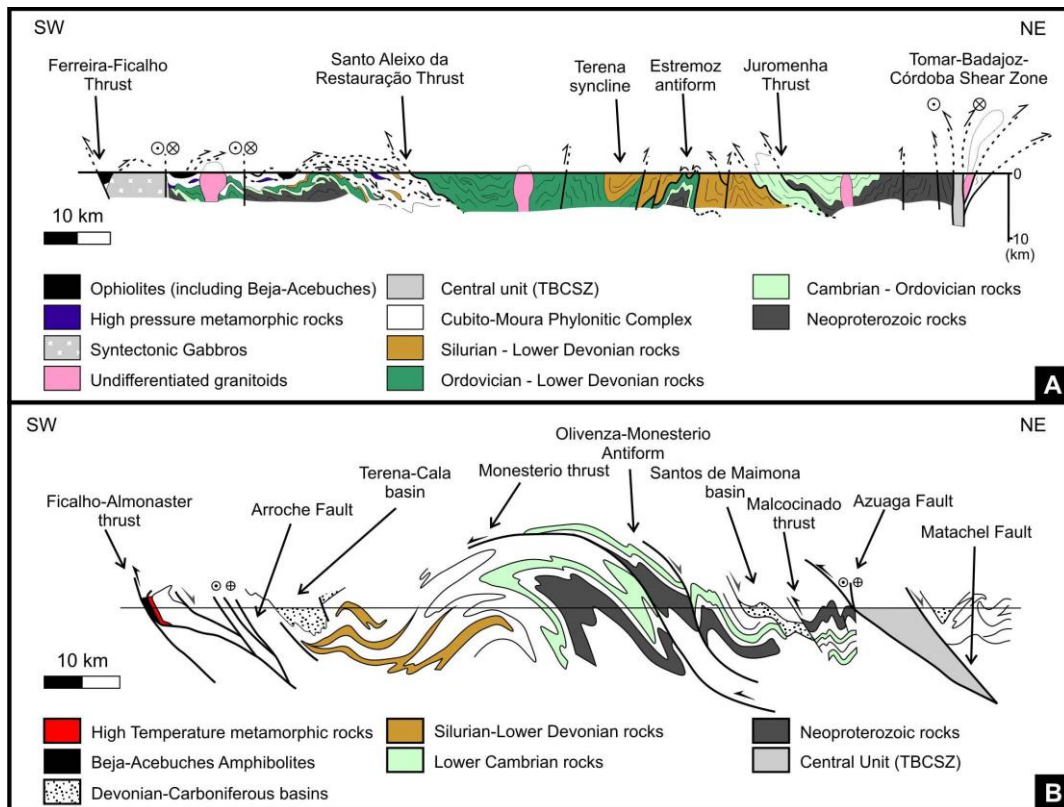 SW
NE
Ferreira-Ficalho
Thrust
Santo Aleixo da
Restauração Thrust
Terena
syncline
Estremoz
antiform
Juromenha
Thrust
Tomar-Badajoz-
Córdoba Shear Zone
0
-10
(km)
10 km
Ophiolites (including Beja-Acebuches)
High pressure metamorphic rocks
Syntectonic Gabbros
Undifferentiated granitoids
Central unit (TBCSZ)
Cubito-Moura Phylonitic Complex
Silurian - Lower Devonian rocks
Ordovician - Lower Devonian rocks
Cambrian - Ordovician rocks
Neoproterozoic rocks
A
SW
NE
Ficalho-Almonaster
thrust
Arroche Fault
Terena-Cala
basin
Monesterio thrust
Olivenza-Monesterio
Antiform
Santos de Maimona
basin
Malcocinado
thrust
Azuaga Fault
Matachel Fault
10 km
High Temperature metamorphic rocks
Beja-Acebuches Amphibolites
Devonian-Carboniferous basins
Silurian-Lower Devonian rocks
Lower Cambrian rocks
Neoproterozoic rocks
Central Unit (TBCSZ)
B